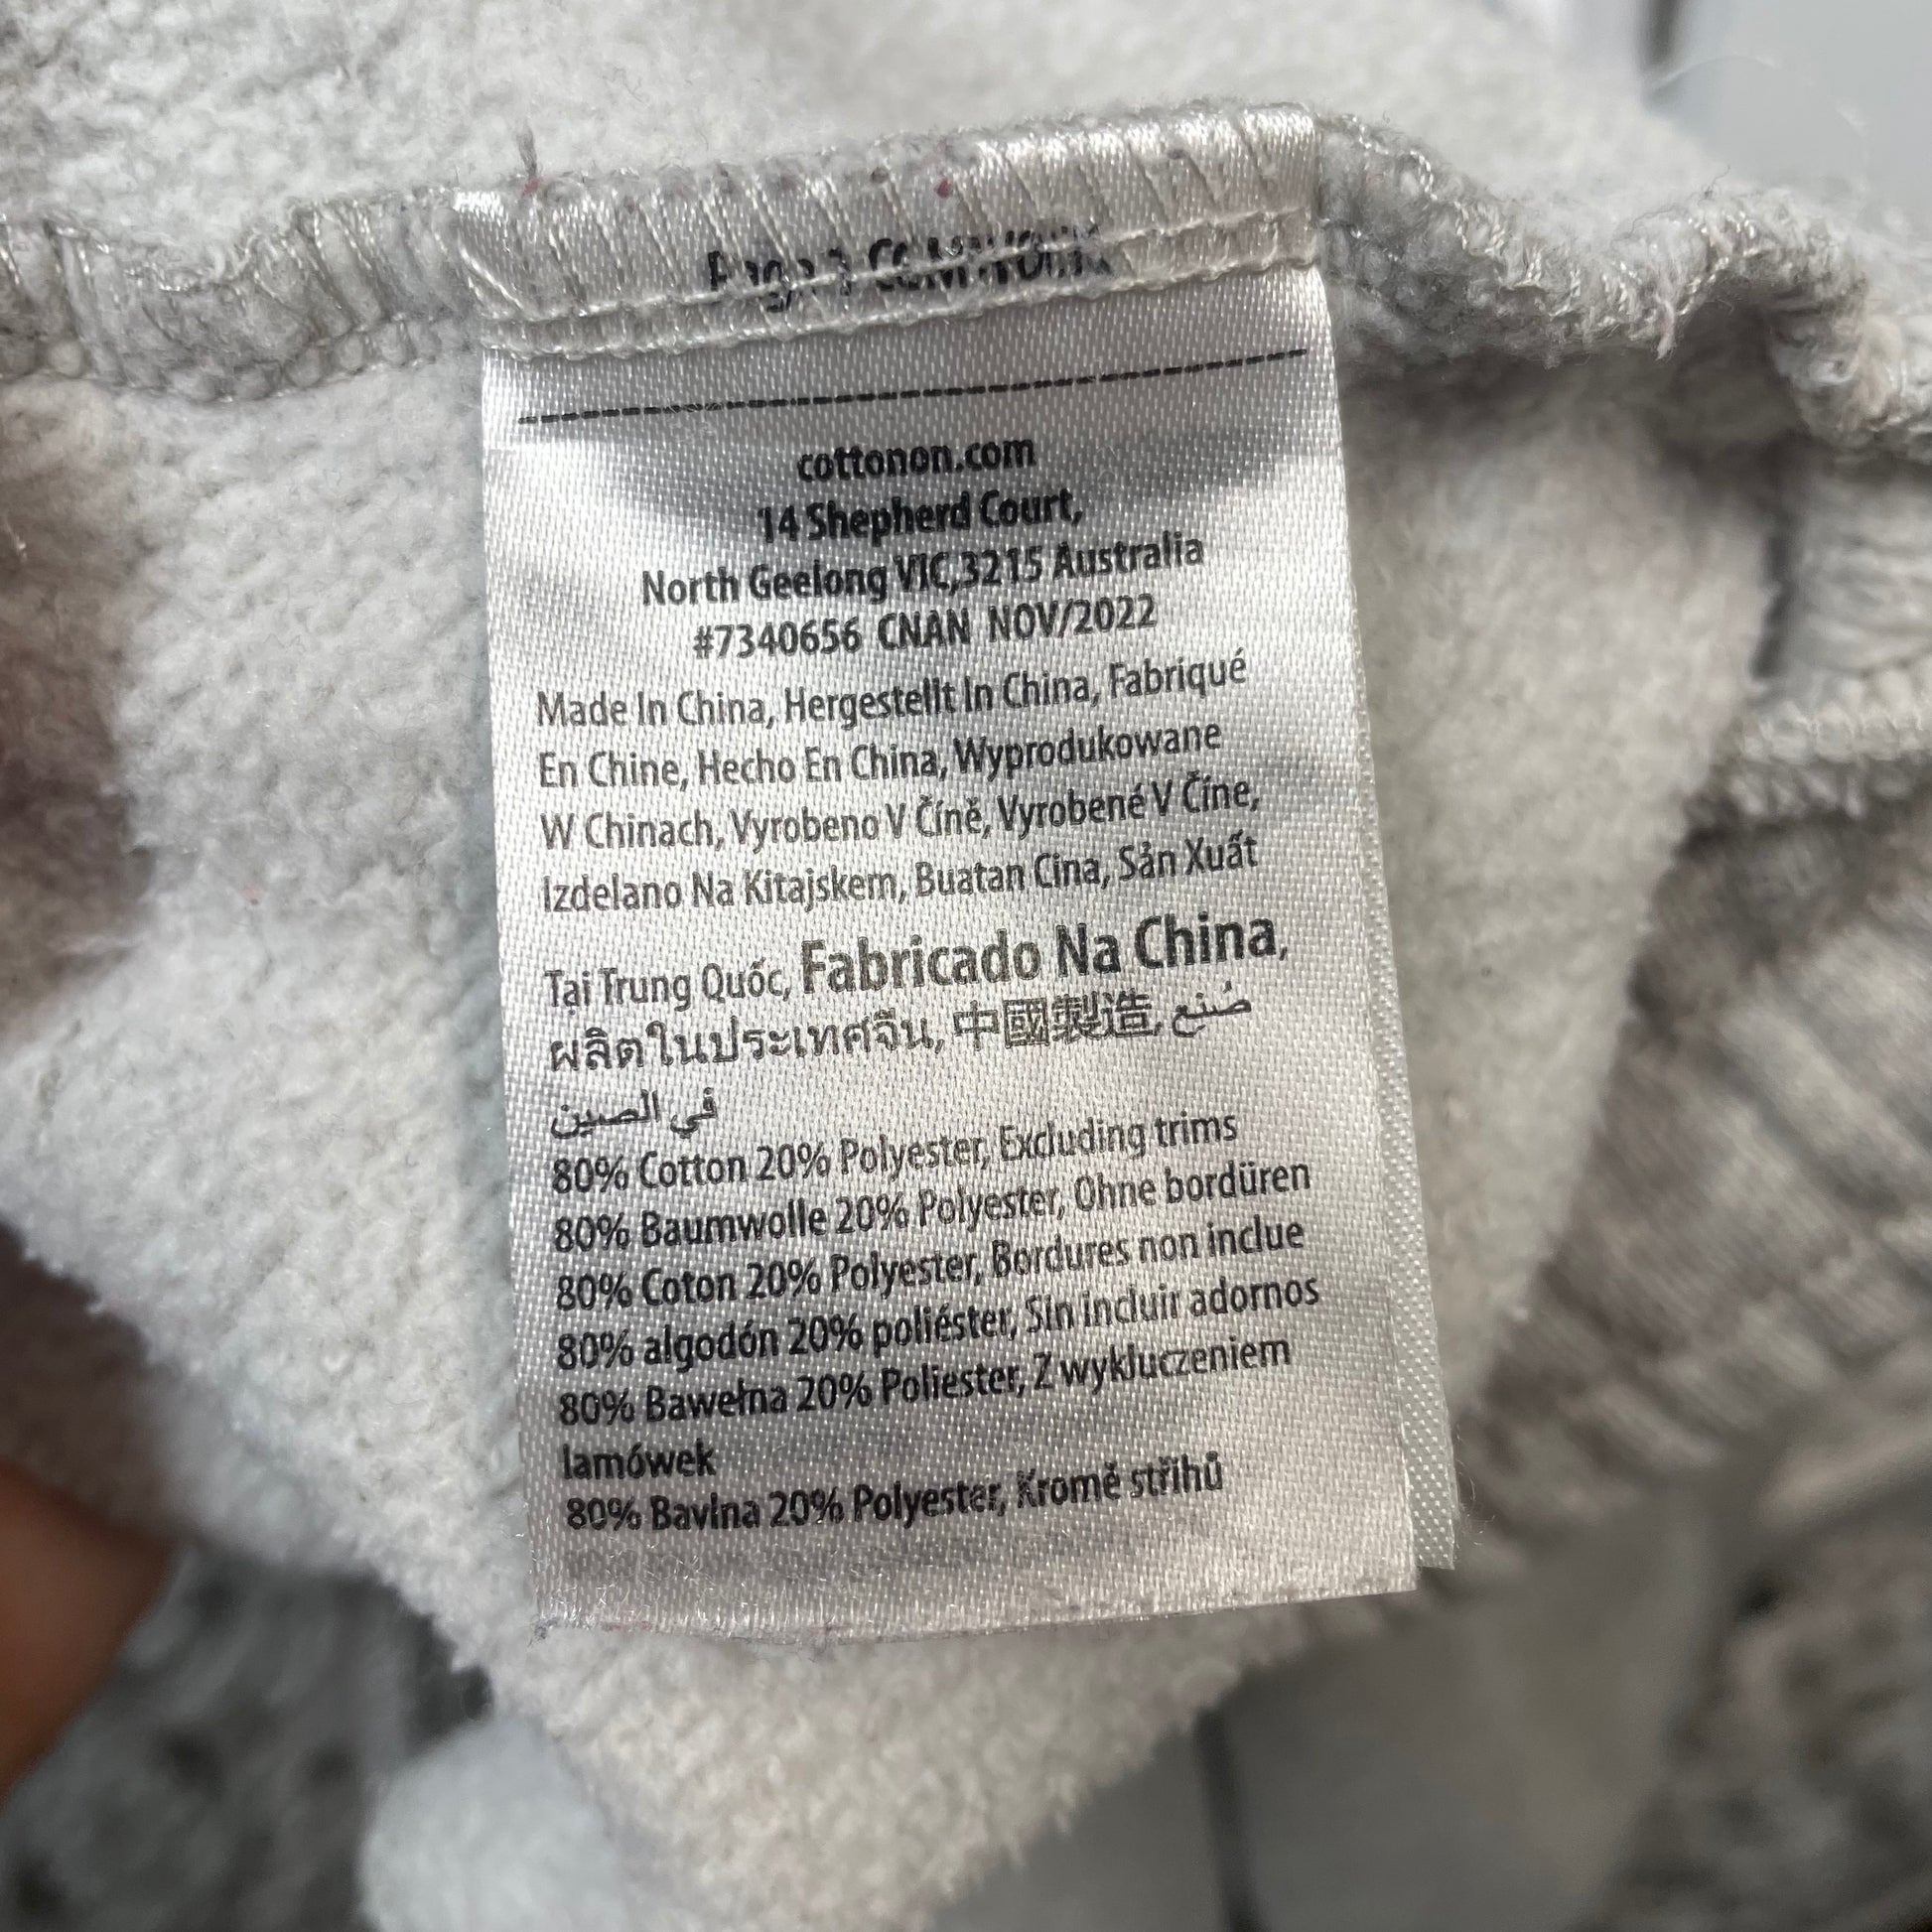 cottonon.com
14 Shepherd Court,
North Geelong VIC,3215 Australia
#7340656 CNAN NOV/2022
Made In China, Hergestellt In China, Fabriqué
En Chine, Hecho En China, Wyprodukowane
W Chinach, Vyrobeno V Číně, Vyrobené V Číne,
Izdelano Na Kitajskem, Buatan Cina, Sản Xuất
Tại Trung Quốc, Fabricado Na China,
ผลิตในประเทศจีน, 中國製造, صُنع
في الصين
80% Cotton 20% Polyester, Excluding trims
80% Baumwolle 20% Polyester, Ohne bordüren
80% Coton 20% Polyester, Bordures non inclue
80% algodón 20% poliéster, Sin incluir adornos
80% Bawełna 20% Poliester, Z wykluczeniem
lamówek
80% Bavlna 20% Polyester, Kromě střihů